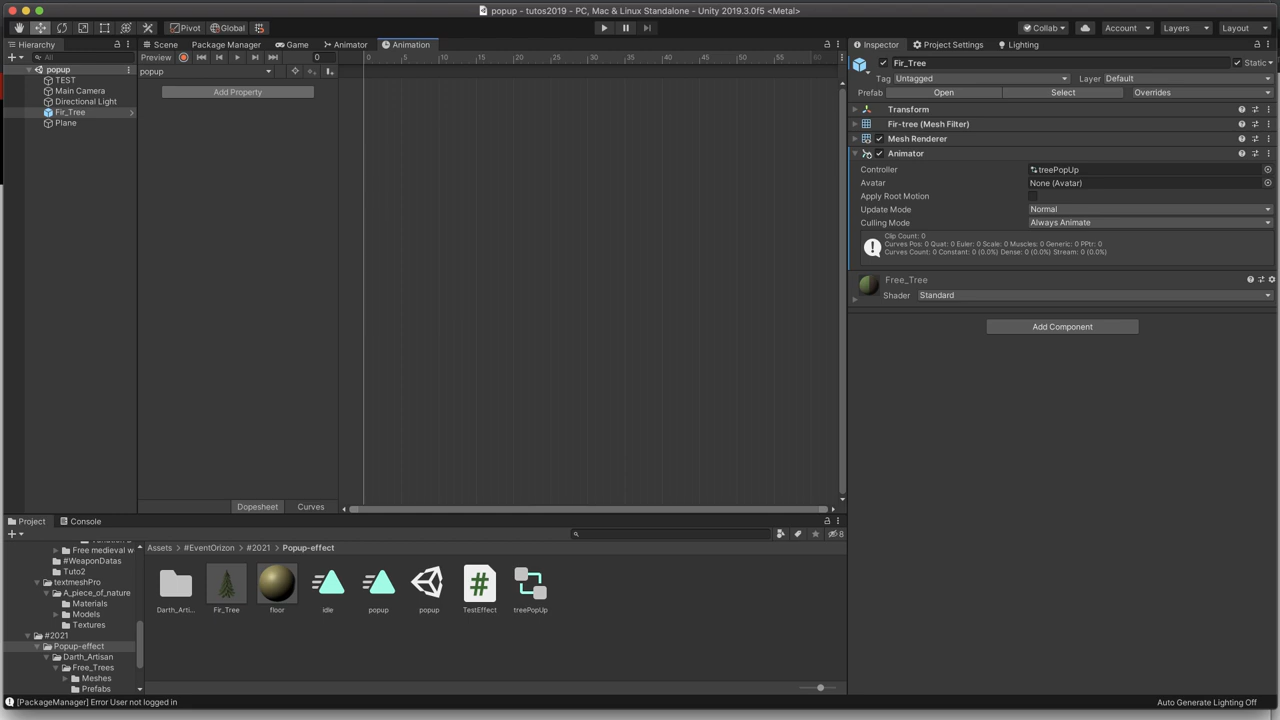 popup - tutos2019 - PC, Mac & Linux Standalone - Unity 2019.3.0f5 <Metal>
Pivot Global Collab Account Layers Layout
Hierarchy
All
popup
TEST
Main Camera
Directional Light
Fir_Tree
Plane
Scene Package Manager Game Animator Animation
Preview 0
popup
Add Property
0 5 10 15 20 25 30 35 40 45 50 55 60
Dopesheet Curves
Inspector Project Settings Lighting
Fir_Tree Static
Tag Untagged Layer Default
Prefab Open Select Overrides
Transform
Fir-tree (Mesh Filter)
Mesh Renderer
Animator
Controller treePopUp
Avatar None (Avatar)
Apply Root Motion
Update Mode Normal
Culling Mode Always Animate
Clip Count: 0
Curves Pos: 0 Quat: 0 Euler: 0 Scale: 0 Muscles: 0 Generic: 0 PPtr: 0
Curves Count: 0 Constant: 0 (0.0%) Dense: 0 (0.0%) Stream: 0 (0.0%)
Free_Tree
Shader Standard
Add Component
Project Console
8
Free medieval w
#WeaponDatas
Tuto2
textmeshPro
A_piece_of_nature
Materials
Models
Textures
#2021
Popup-effect
Darth_Artisan
Free_Trees
Meshes
Prefabs
Assets #EventOrizon #2021 Popup-effect
#
Darth_Arti... Fir_Tree floor idle popup popup TestEffect treePopUp
[PackageManager] Error User not logged in
Auto Generate Lighting Off